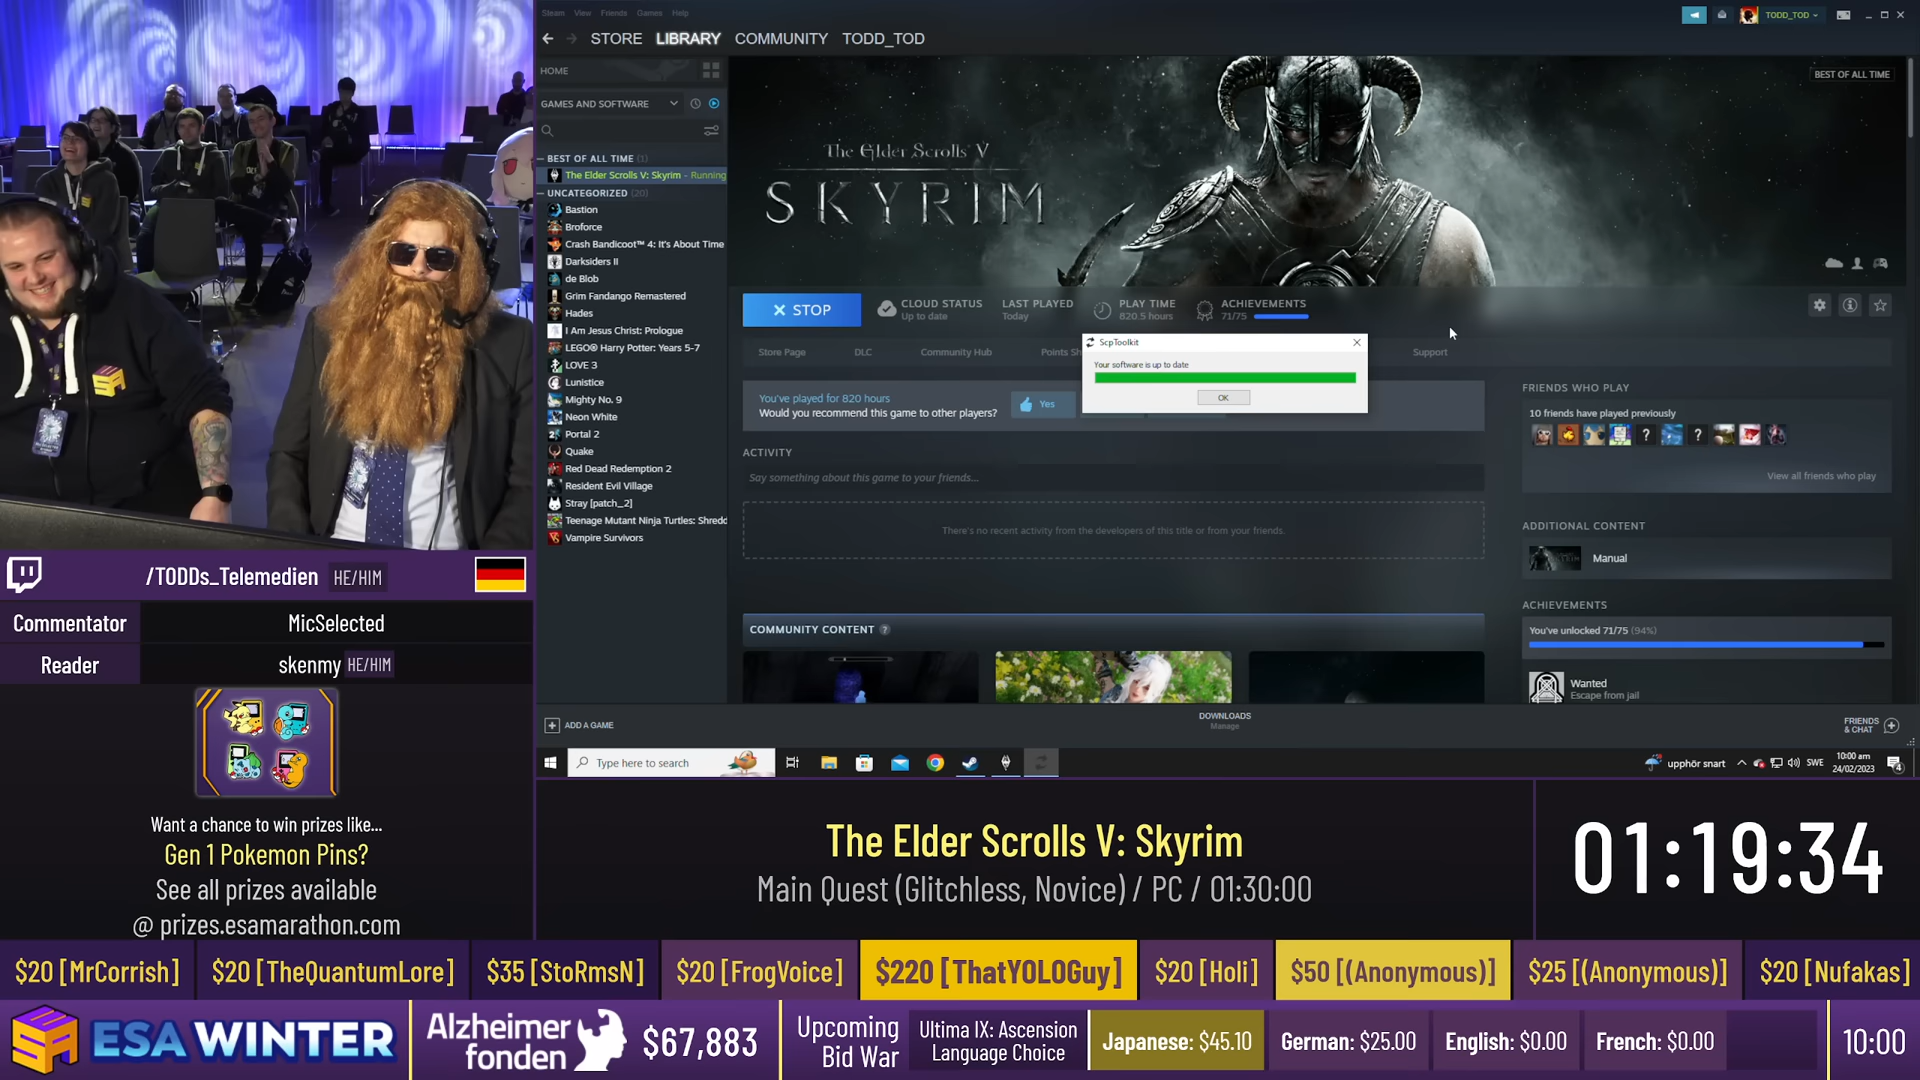 Steam View Friends Games Help
TODD_TOD
STORE LIBRARY COMMUNITY TODD_TOD
HOME
GAMES AND SOFTWARE
BEST OF ALL TIME (1)
The Elder Scrolls V: Skyrim - Running
UNCATEGORIZED (20)
Bastion
Broforce
Crash Bandicoot™ 4: It's About Time
Darksiders II
de Blob
Grim Fandango Remastered
Hades
I Am Jesus Christ: Prologue
LEGO® Harry Potter: Years 5-7
LOVE 3
Lunistice
Mighty No. 9
Neon White
Portal 2
Quake
Red Dead Redemption 2
Resident Evil Village
Stray [patch_2]
Teenage Mutant Ninja Turtles: Shredd
Vampire Survivors
BEST OF ALL TIME
The Elder Scrolls V
SKYRIM
STOP
CLOUD STATUS
Up to date
LAST PLAYED
Today
PLAY TIME
820.5 hours
ACHIEVEMENTS
71/75
Store Page DLC Community Hub Points Sh Support
ScpToolkit
Your software is up to date
OK
You've played for 820 hours
Would you recommend this game to other players?
Yes
ACTIVITY
Say something about this game to your friends...
There's no recent activity from the developers of this title or from your friends.
COMMUNITY CONTENT ?
FRIENDS WHO PLAY
10 friends have played previously
? ?
View all friends who play
ADDITIONAL CONTENT
Manual
ACHIEVEMENTS
You've unlocked 71/75 (94%)
Wanted
Escape from jail
ADD A GAME
DOWNLOADS
Manage
FRIENDS
& CHAT
Type here to search
upphör snart
SWE
10:00 am
24/02/2023
4
/TODDs_Telemedien HE/HIM
Commentator MicSelected
Reader skenmy HE/HIM
Want a chance to win prizes like...
Gen 1 Pokemon Pins?
See all prizes available
@ prizes.esamarathon.com
The Elder Scrolls V: Skyrim
Main Quest (Glitchless, Novice) / PC / 01:30:00
01:19:34
$20 [MrCorrish] $20 [TheQuantumLore] $35 [StoRmsN] $20 [FrogVoice] $220 [ThatYOLOGuy] $20 [Holi] $50 [(Anonymous)] $25 [(Anonymous)] $20 [Nufakas]
ESA WINTER
Alzheimer
fonden
$67,883
Upcoming
Bid War
Ultima IX: Ascension
Language Choice
Japanese: $45.10 German: $25.00 English: $0.00 French: $0.00
10:00